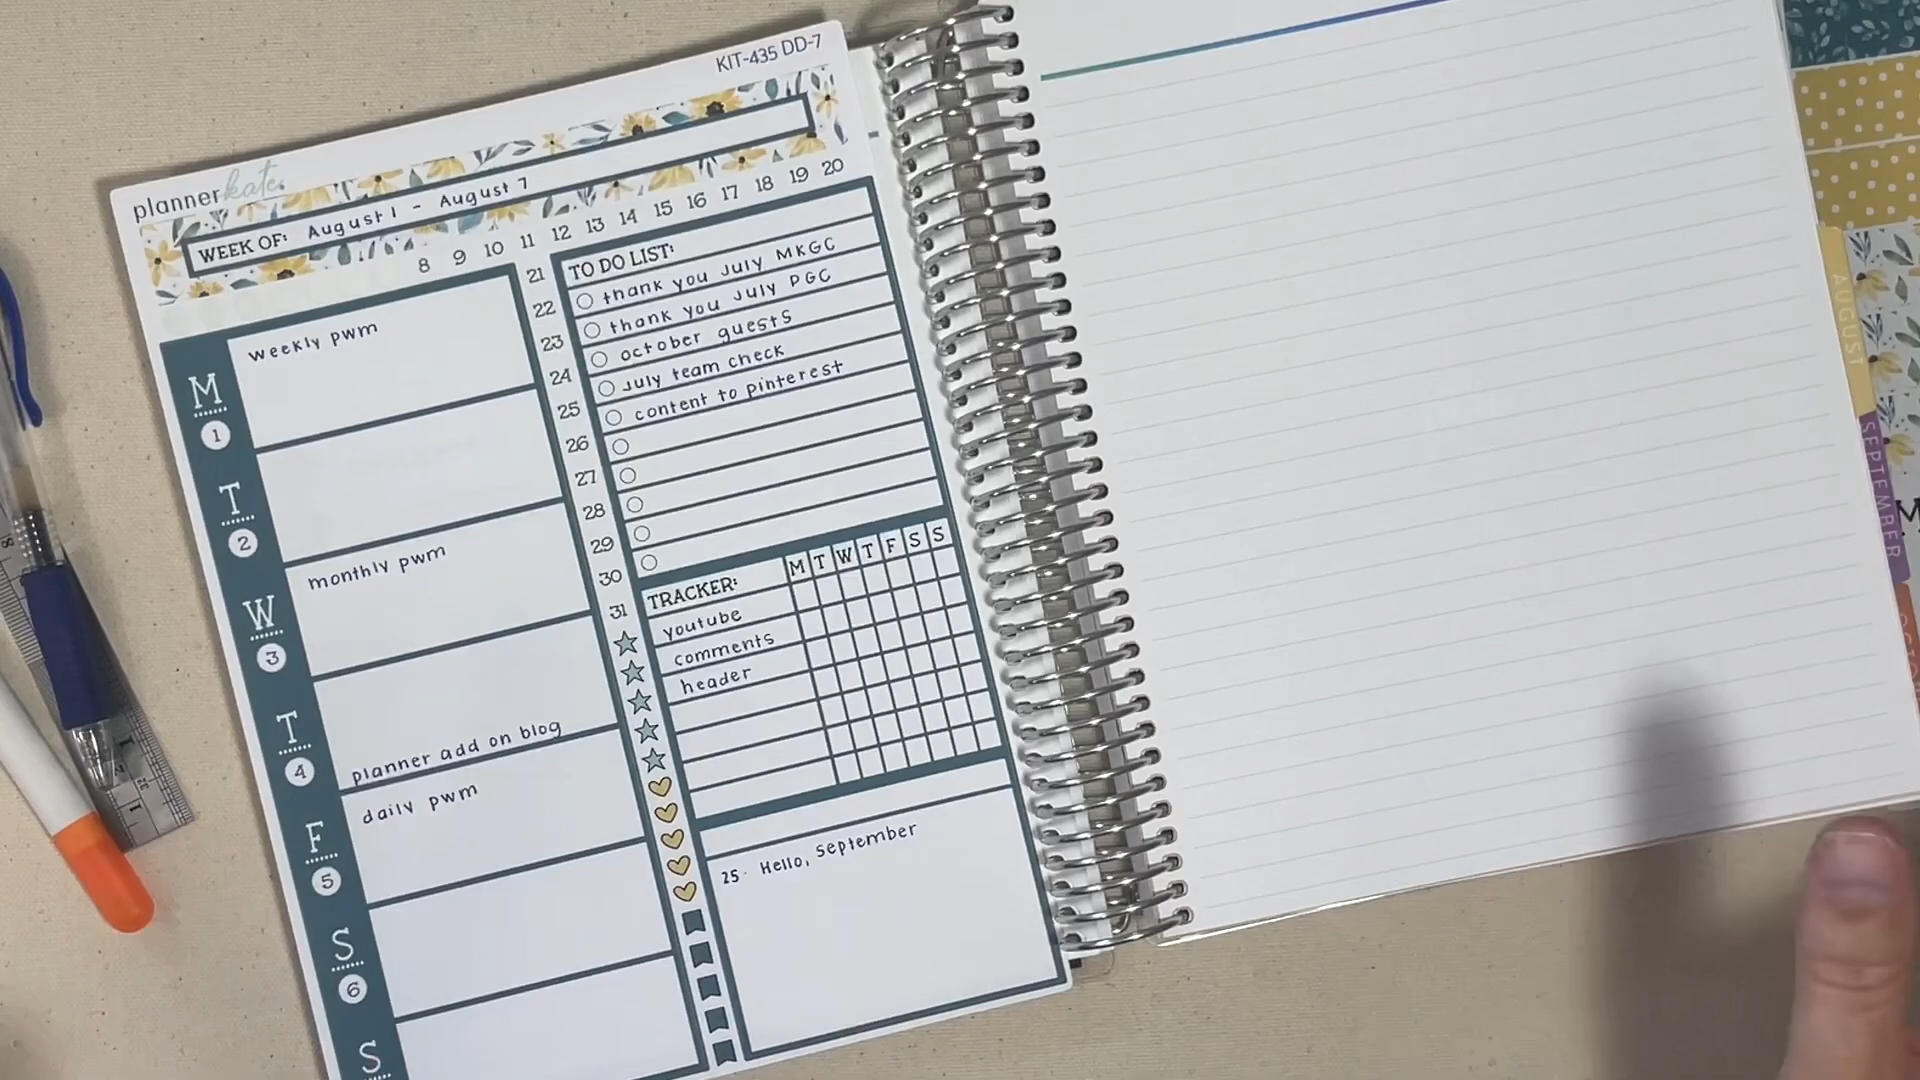 KIT-435 DD-7
plannerkate.
WEEK OF: August 1 - August 7
8 9 10 11 12 13 14 15 16 17 18 19 20
21
22
23
24
25
26
27
28
29
30
31
M
1
weekly pwm
T
2
W
3
monthly pwm
T
4
planner add on blog
F
5
daily pwm
S
6
S
TO DO LIST:
thank you July MKGC
thank you July PGC
october guests
July team check
content to pinterest
TRACKER: M T W T F S S
youtube
comments
header
25. Hello, September
AUGUST
SEPTEMBER
M